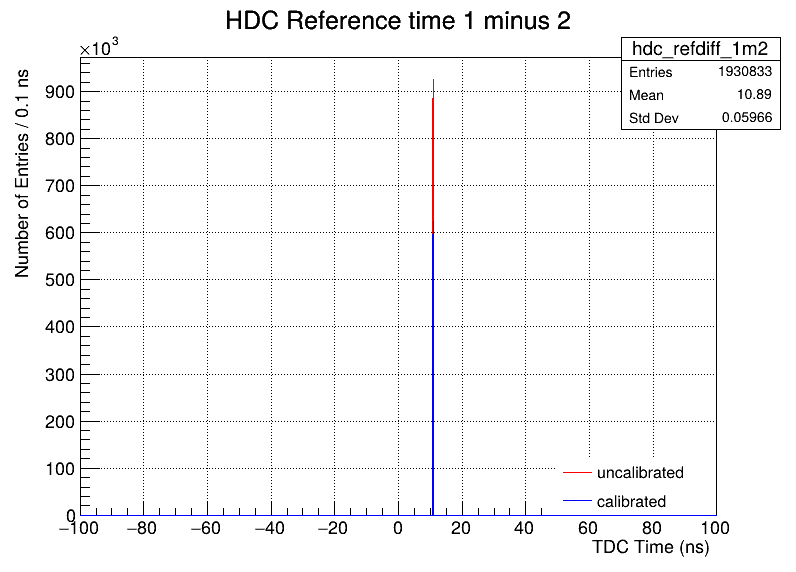 HDC Reference time 1 minus 2
×10³
hdc_refdiff_1m2
Entries 1930833
Mean 10.89
Std Dev 0.05966
Number of Entries / 0.1 ns
900
800
700
600
500
400
300
200
100
0
uncalibrated
calibrated
−100 −80 −60 −40 −20 0 20 40 60 80 100
TDC Time (ns)